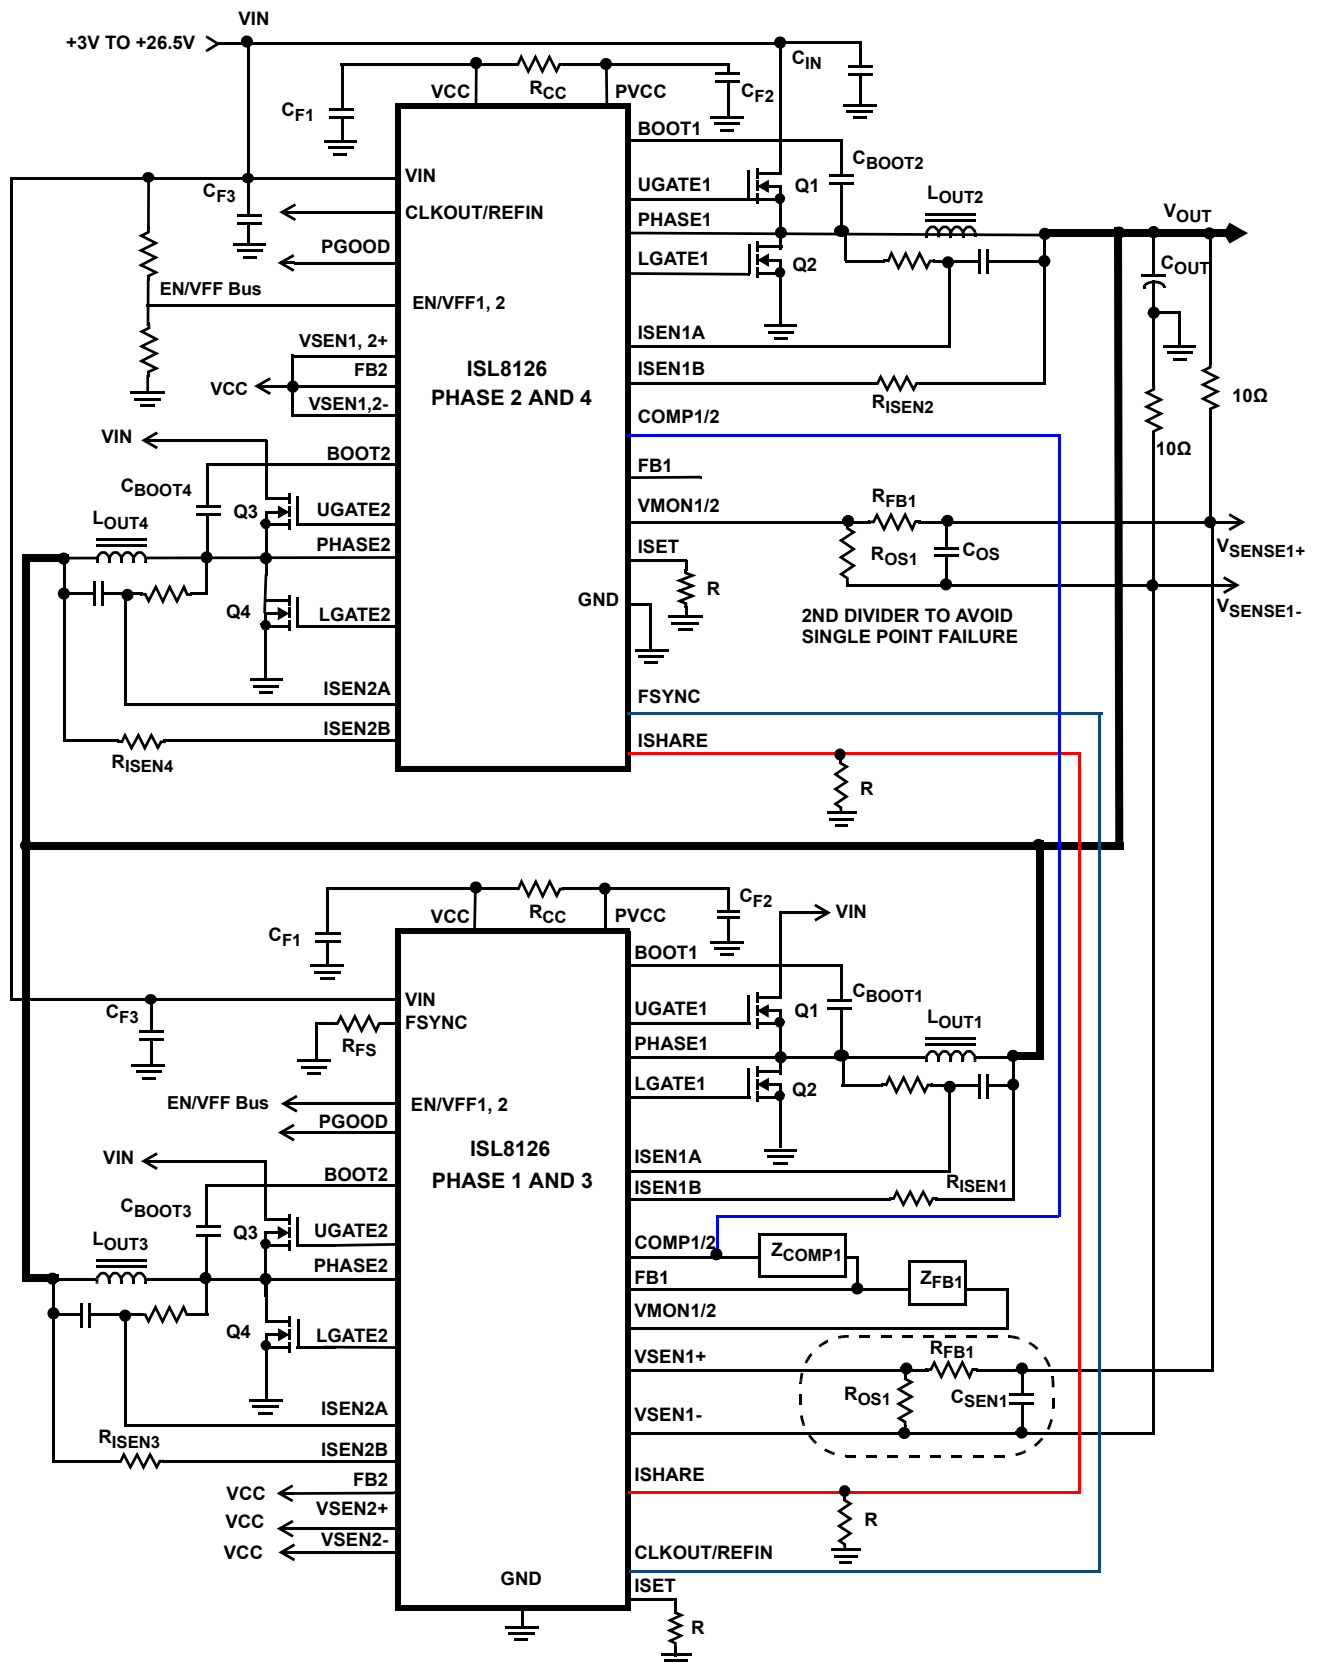 VIN
+3V TO +26.5V
CIN
VCC
RCC
PVCC
CF1
CF2
BOOT1
CBOOT2
VIN
CF3
UGATE1
Q1
LOUT2
CLKOUT/REFIN
PHASE1
VOUT
PGOOD
LGATE1
Q2
COUT
EN/VFF Bus
EN/VFF1, 2
VSEN1, 2+
ISEN1A
FB2
ISL8126
ISEN1B
VCC
PHASE 2 AND 4
RISEN2
10Ω
VSEN1,2-
COMP1/2
VIN
10Ω
BOOT2
FB1
CBOOT4
RFB1
Q3
UGATE2
VMON1/2
LOUT4
PHASE2
ISET
ROS1
COS
VSENSE1+
R
GND
Q4
LGATE2
VSENSE1-
2ND DIVIDER TO AVOID
SINGLE POINT FAILURE
ISEN2A
FSYNC
ISEN2B
ISHARE
RISEN4
R
VCC
RCC
PVCC
CF2
VIN
CF1
BOOT1
VIN
CBOOT1
CF3
FSYNC
UGATE1
Q1
LOUT1
RFS
PHASE1
LGATE1
Q2
EN/VFF Bus
EN/VFF1, 2
PGOOD
ISL8126
VIN
ISEN1A
BOOT2
PHASE 1 AND 3
ISEN1B
RISEN1
CBOOT3
Q3
UGATE2
LOUT3
COMP1/2
ZCOMP1
PHASE2
FB1
ZFB1
VMON1/2
Q4
LGATE2
VSEN1+
RFB1
ROS1
CSEN1
ISEN2A
VSEN1-
RISEN3
ISEN2B
FB2
ISHARE
VCC
VSEN2+
VCC
R
VSEN2-
VCC
CLKOUT/REFIN
GND
ISET
R